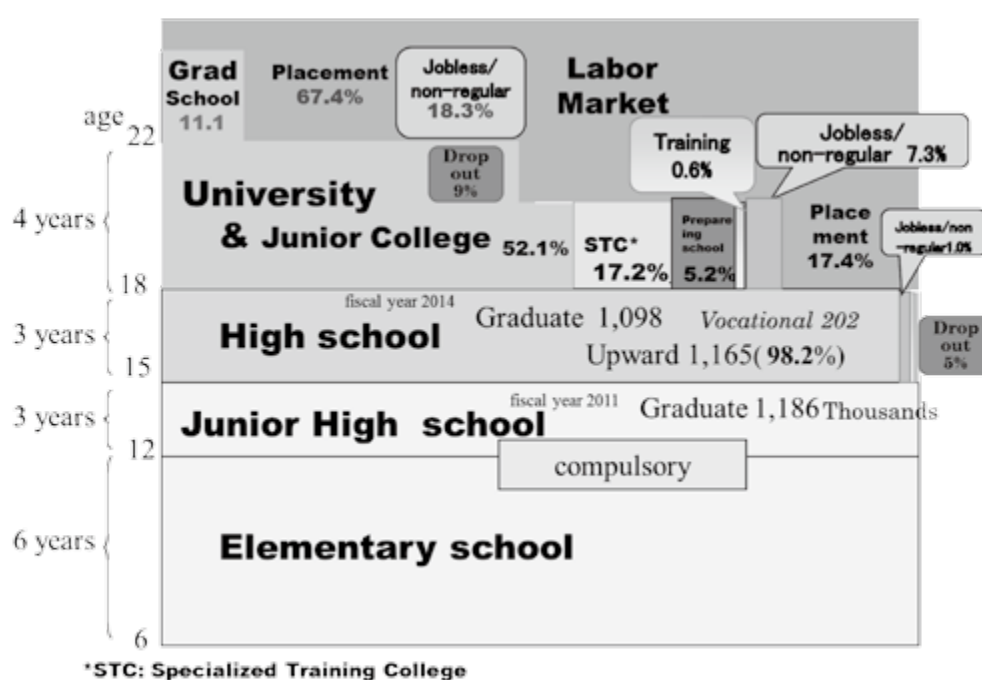 Grad
School
11.1
Placement
67.4%
Jobless/
non-regular
18.3%
Labor
Market
age
22
Training
0.6%
Jobless/
non-regular 7.3%
Drop
out
9%
4 years
University
& Junior College 52.1%
STC*
17.2%
Prepare
ing
school
5.2%
Place
ment
17.4%
Jobless/non
-regular1.0%
18
fiscal year 2014
3 years
High school
Graduate 1,098 Vocational 202
Upward 1,165( 98.2%)
Drop
out
5%
15
fiscal year 2011
3 years
Junior High school
Graduate 1,186 Thousands
12
compulsory
6 years
Elementary school
6
*STC: Specialized Training College